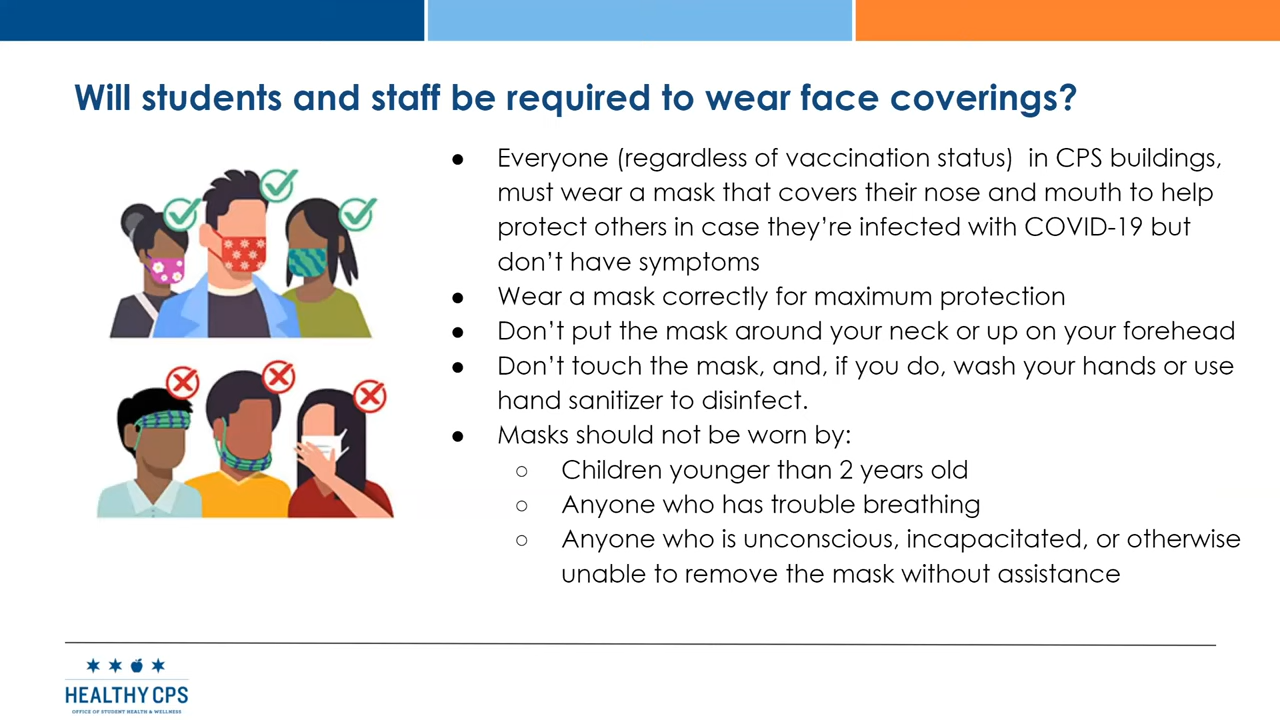 Will students and staff be required to wear face coverings?
● Everyone (regardless of vaccination status)  in CPS buildings,
must wear a mask that covers their nose and mouth to help
protect others in case they’re infected with COVID-19 but
don’t have symptoms
● Wear a mask correctly for maximum protection
● Don’t put the mask around your neck or up on your forehead
● Don’t touch the mask, and, if you do, wash your hands or use
hand sanitizer to disinfect.
● Masks should not be worn by:
○ Children younger than 2 years old
○ Anyone who has trouble breathing
○ Anyone who is unconscious, incapacitated, or otherwise
unable to remove the mask without assistance
HEALTHY CPS
OFFICE OF STUDENT HEALTH & WELLNESS